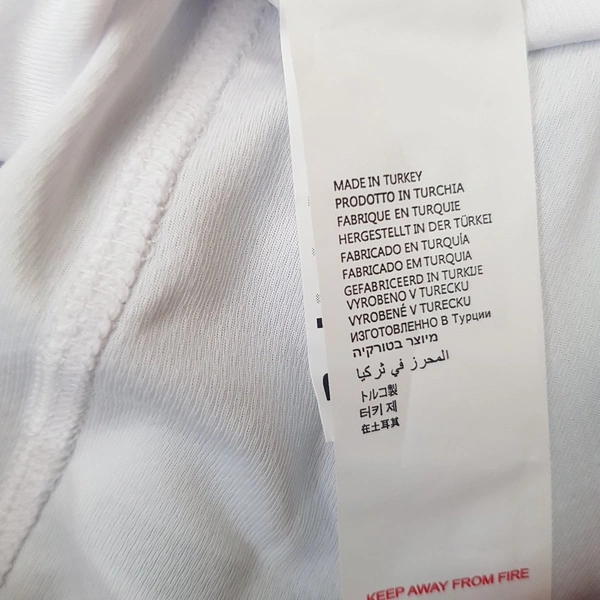 MADE IN TURKEY
PRODOTTO IN TURCHIA
FABRIQUE EN TURQUIE
HERGESTELLT IN DER TÜRKEI
FABRICADO EN TURQUÍA
FABRICADO EM TURQUIA
GEFABRICEERD IN TURKIJE
VYROBENO V TURECKU
VYROBENÉ V TURECKU
ИЗГОТОВЛЕННО В Турции
מיוצר בטורקיה
المحرز في تركيا
トルコ製
터키 제
在土耳其
KEEP AWAY FROM FIRE